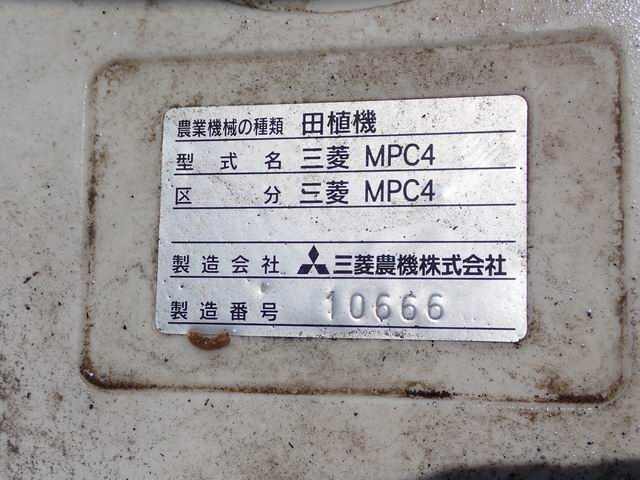 農業機械の種類 田植機
型式名 三菱 MPC4
区分 三菱 MPC4
製造会社 三菱農機株式会社
製造番号 10666